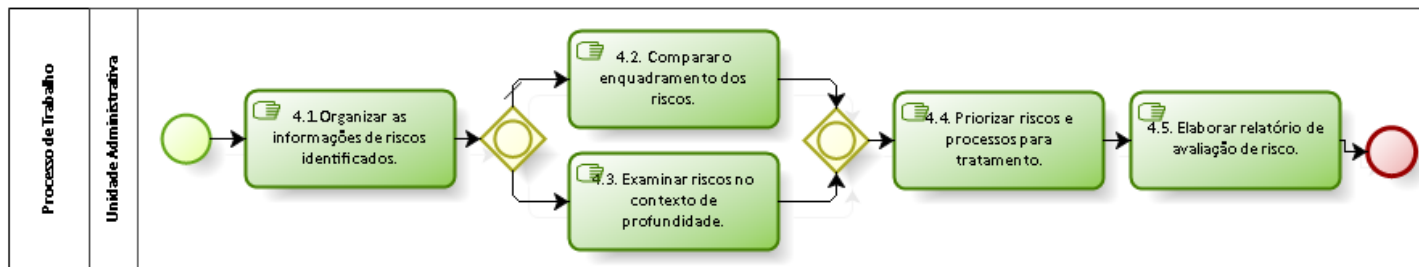 Processo de Trabalho
Unidade Administrativa
4.1.Organizar as
informações de riscos
identificados.
4.2. Comparar o
enquadramento dos
riscos.
4.3. Examinar riscos no
contexto de
profundidade.
4.4. Priorizar riscos e
processos para
tratamento.
4.5. Elaborar relatório de
avaliação de risco.